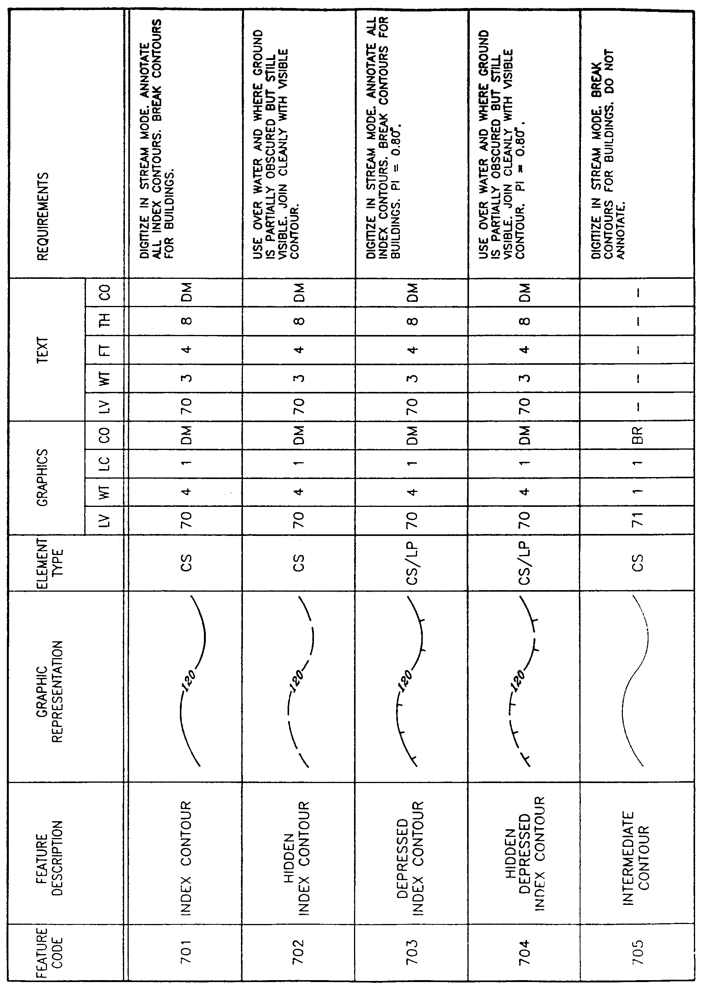 FEATURE CODE
FEATURE DESCRIPTION
GRAPHIC REPRESENTATION
ELEMENT TYPE
GRAPHICS
TEXT
REQUIREMENTS
LV WT LC CO LV WT FT TH CO
701
INDEX CONTOUR
120
CS
70 4 1 DM 70 3 4 8 DM
DIGITIZE IN STREAM MODE. ANNOTATE
ALL INDEX CONTOURS. BREAK CONTOURS
FOR BUILDINGS.
702
HIDDEN
INDEX CONTOUR
120
CS
70 4 1 DM 70 3 4 8 DM
USE OVER WATER AND WHERE GROUND
IS PARTIALLY OBSCURED BUT STILL
VISIBLE. JOIN CLEANLY WITH VISIBLE
CONTOUR.
703
DEPRESSED
INDEX CONTOUR
120
CS/LP
70 4 1 DM 70 3 4 8 DM
DIGITIZE IN STREAM MODE. ANNOTATE ALL
INDEX CONTOURS. BREAK CONTOURS FOR
BUILDINGS. PI = 0.80".
704
HIDDEN
DEPRESSED
INDEX CONTOUR
120
CS/LP
70 4 1 DM 70 3 4 8 DM
USE OVER WATER AND WHERE GROUND
IS PARTIALLY OBSCURED BUT STILL
VISIBLE. JOIN CLEANLY WITH VISIBLE
CONTOUR. PI = 0.80".
705
INTERMEDIATE
CONTOUR
CS
71 1 1 BR - - - - -
DIGITIZE IN STREAM MODE. BREAK
CONTOURS FOR BUILDINGS. DO NOT
ANNOTATE.